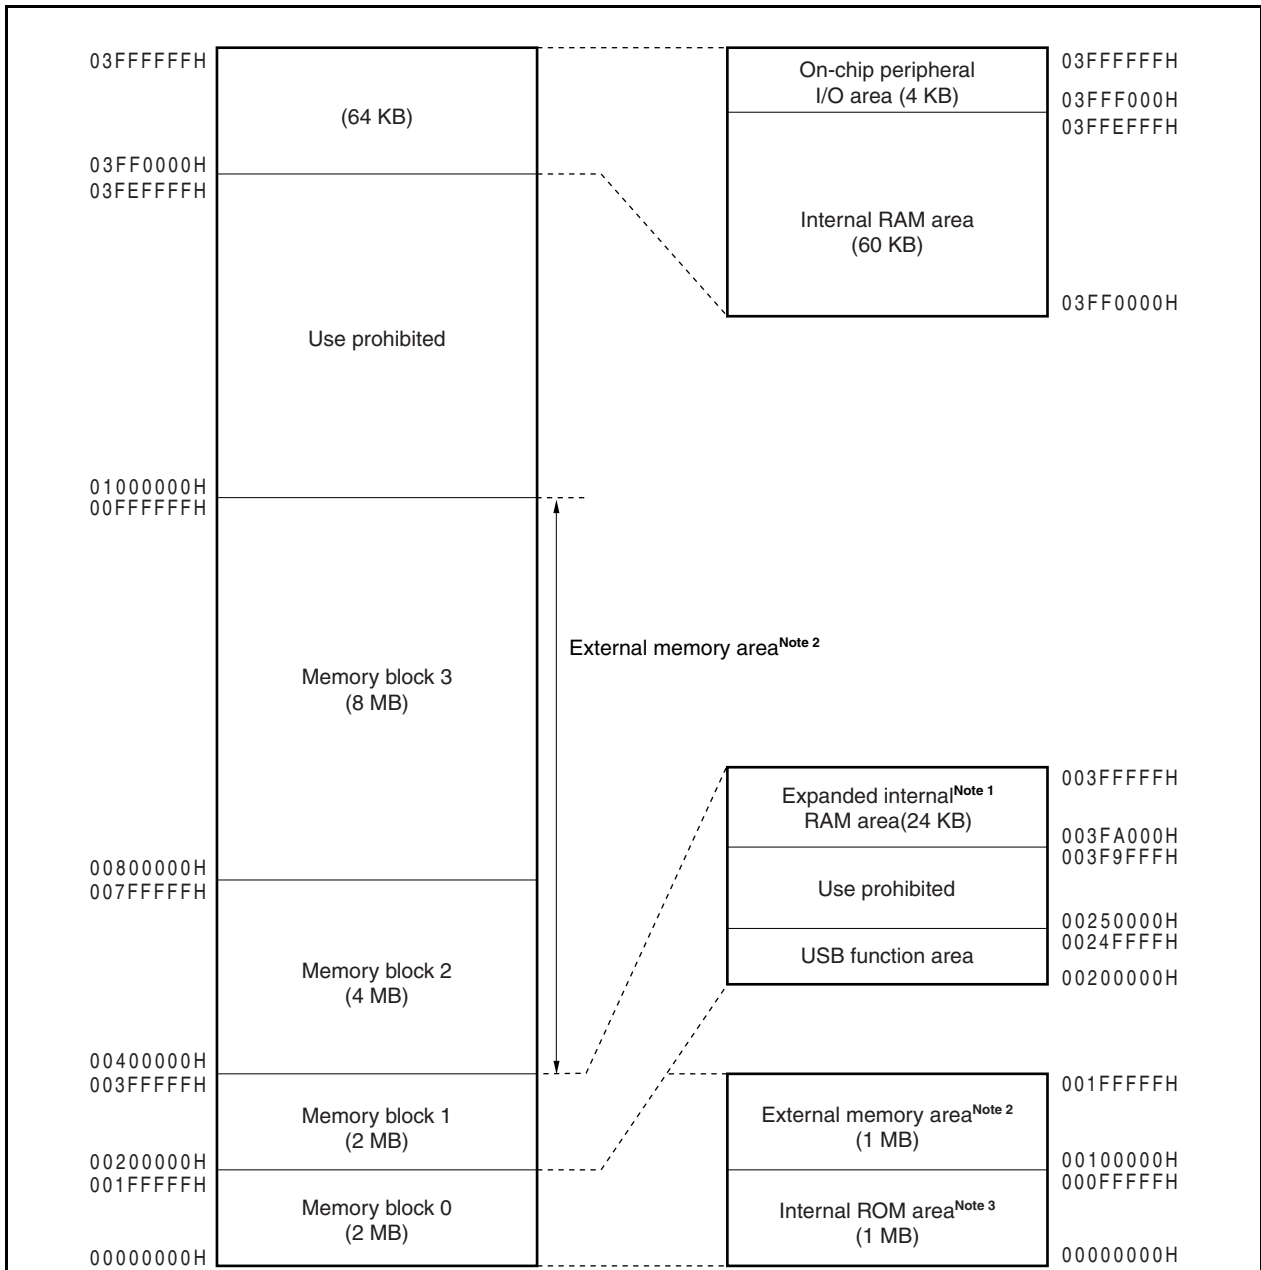 03FFFFFFH
(64 KB)
03FF0000H
03FEFFFFH
Use prohibited
01000000H
00FFFFFFH
Memory block 3
(8 MB)
00800000H
007FFFFFH
Memory block 2
(4 MB)
00400000H
003FFFFFH
Memory block 1
(2 MB)
00200000H
001FFFFFH
Memory block 0
(2 MB)
00000000H
External memory areaNote 2
On-chip peripheral
I/O area (4 KB)
03FFFFFFH
03FFF000H
03FFEFFFH
Internal RAM area
(60 KB)
03FF0000H
Expanded internalNote 1
RAM area(24 KB)
003FFFFFH
003FA000H
003F9FFFH
Use prohibited
00250000H
0024FFFFH
USB function area
00200000H
001FFFFFH
External memory areaNote 2
(1 MB)
00100000H
000FFFFFH
Internal ROM areaNote 3
(1 MB)
00000000H